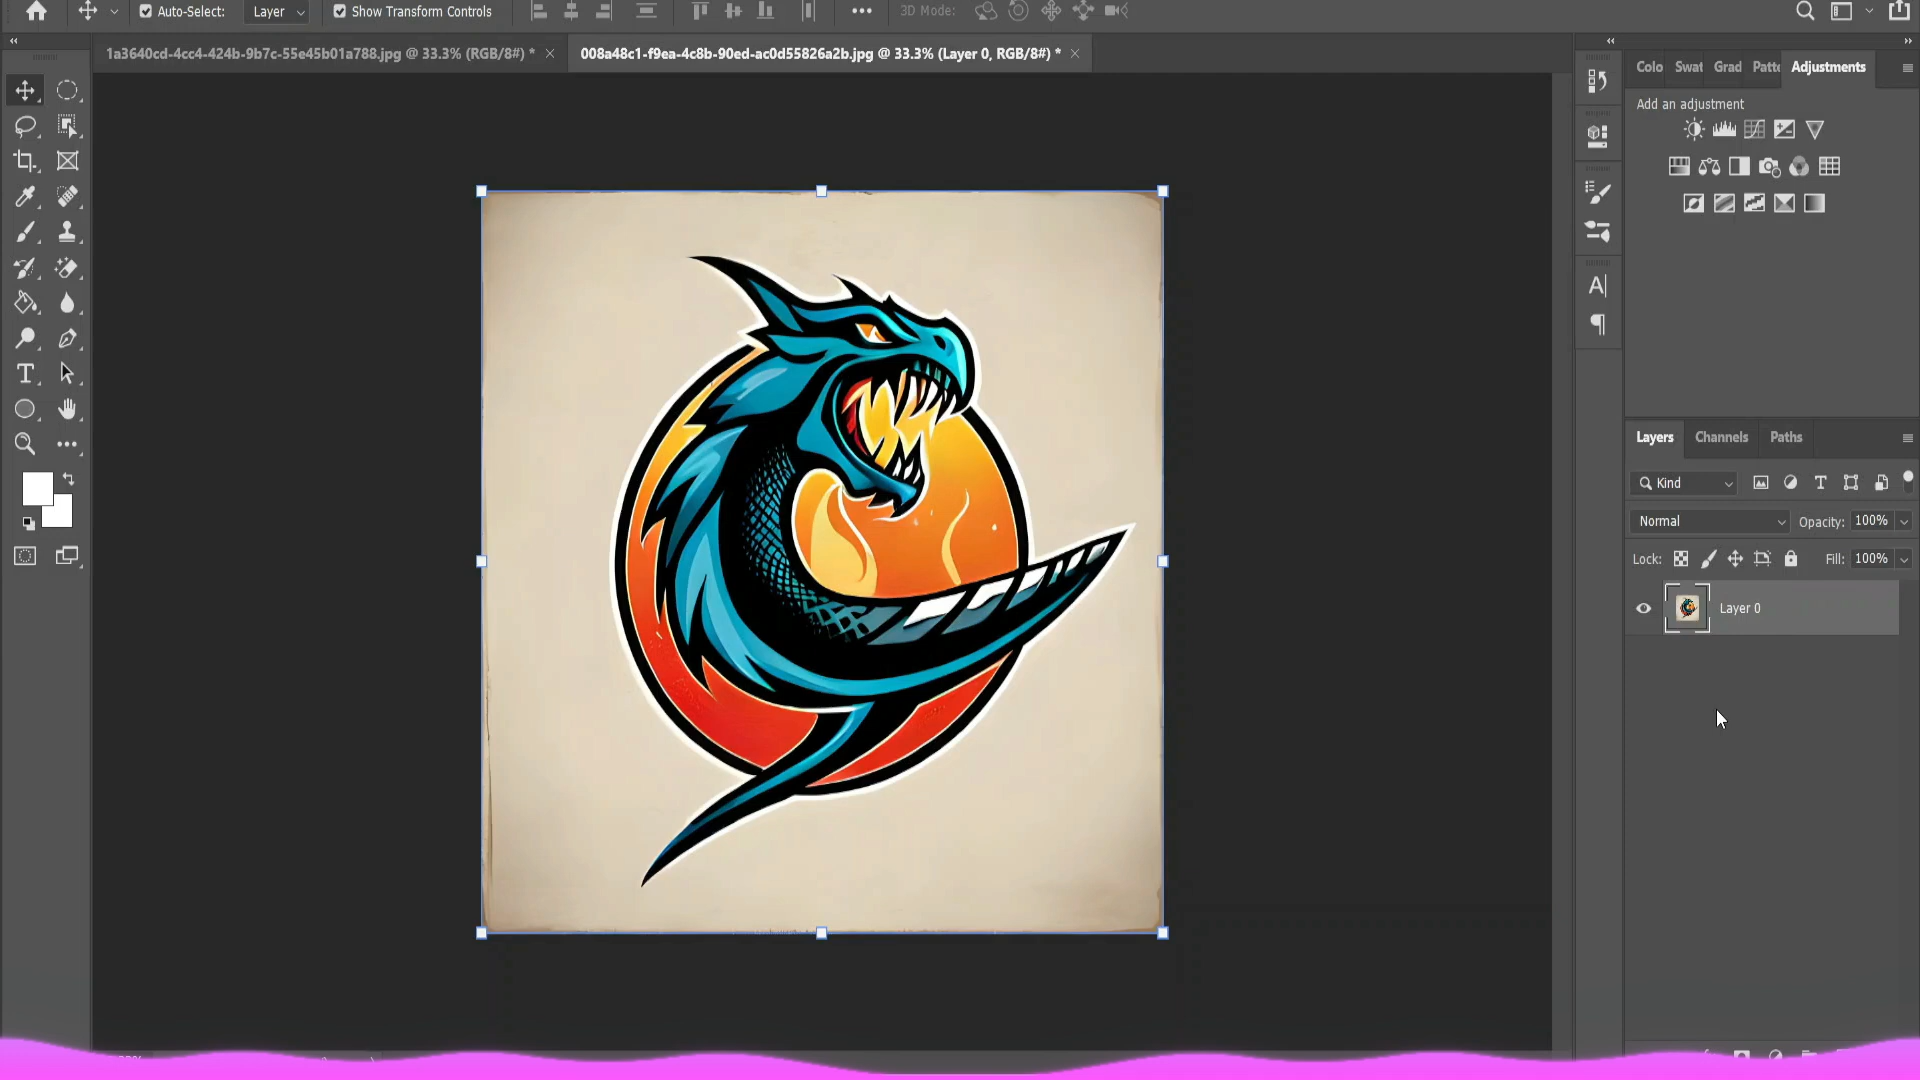 Auto-Select: Layer Show Transform Controls 3D Mode:
1a3640cd-4cc4-424b-9b7c-55e45b01a788.jpg @ 33.3% (RGB/8#) * 008a48c1-f9ea-4c8b-90ed-ac0d55826a2b.jpg @ 33.3% (Layer 0, RGB/8#) *
Colo Swat Grad Patte Adjustments
Add an adjustment
Layers Channels Paths
Kind
Normal Opacity: 100%
Lock: Fill: 100%
Layer 0